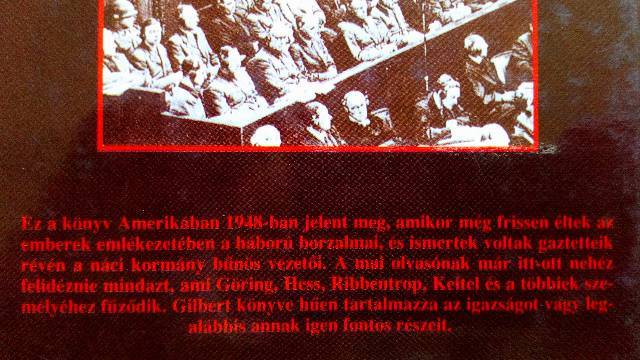 Ez a könyv Amerikában 1948-ban jelent meg, amikor még frissen éltek az
emberek emlékezetében a háború borzalmai, és ismertek voltak gaztetteik
révén a náci kormány bűnös vezetői. A mai olvasónak már itt-ott nehéz
felidéznie mindazt, ami Göring, Hess, Ribbentrop, Keitel és a többiek sze-
mélyéhez fűződik. Gilbert könyve hűen tartalmazza az igazságot vagy leg-
alábbis annak igen fontos részeit.